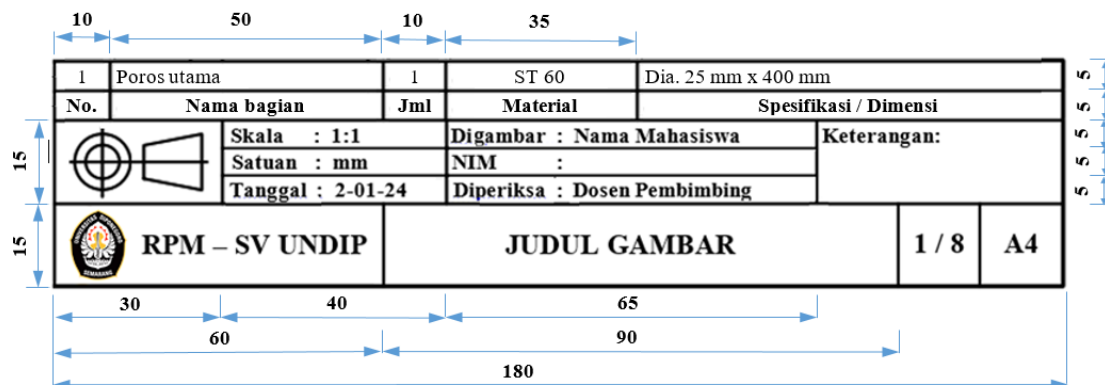 10 50 10 35
1 Poros utama 1 ST 60 Dia. 25 mm x 400 mm 5
No. Nama bagian Jml Material Spesifikasi / Dimensi 5
Skala : 1:1 Digambar : Nama Mahasiswa Keterangan: 5
15 Satuan : mm NIM : 5
Tanggal : 2-01-24 Diperiksa : Dosen Pembimbing 5
15 UNIVERSITAS DIPONEGORO SEMARANG RPM – SV UNDIP JUDUL GAMBAR 1 / 8 A4
30 40 65
60 90
180